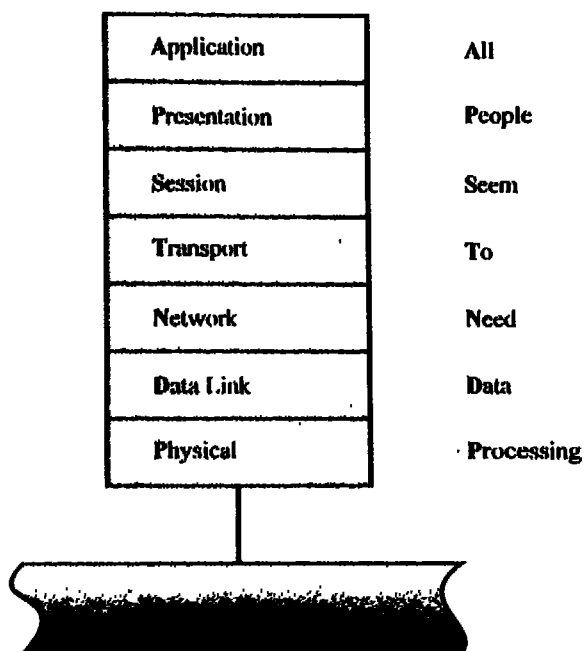 Application All
Presentation People
Session Seem
Transport To
Network Need
Data Link Data
Physical Processing